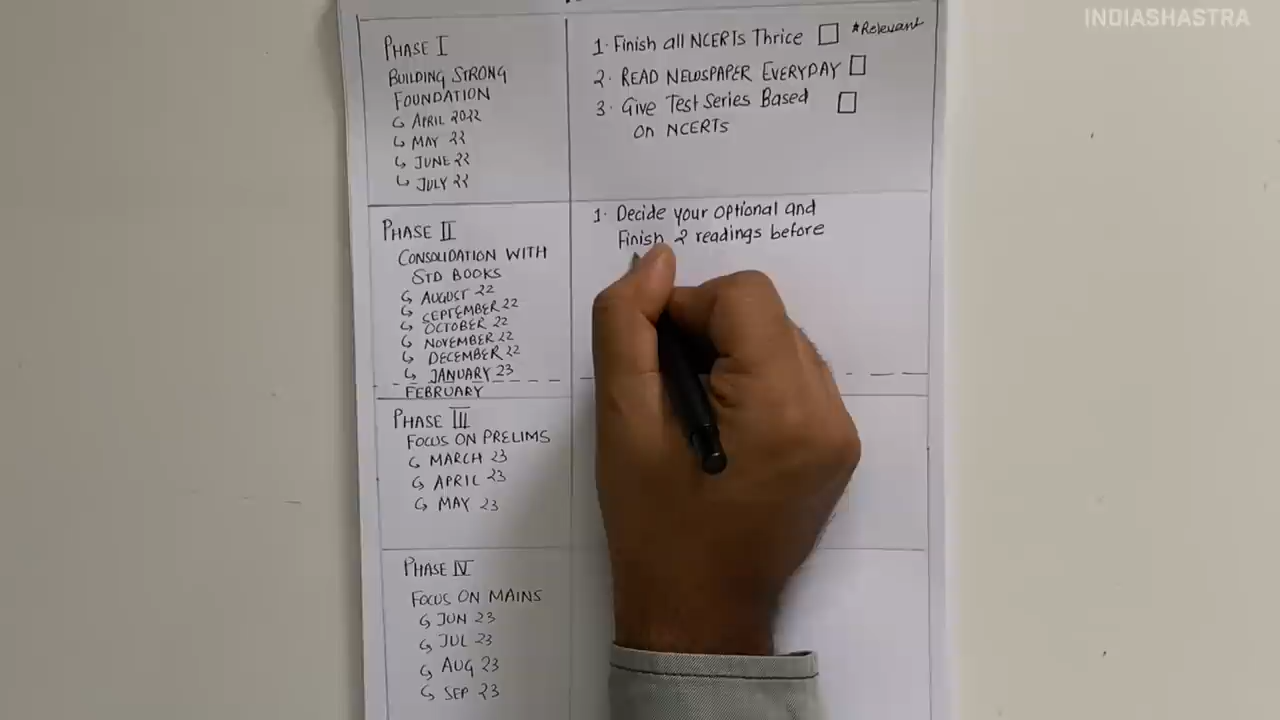 INDIASHASTRA
PHASE I
BUILDING STRONG
FOUNDATION
↳ APRIL 2022
↳ MAY 22
↳ JUNE 22
↳ JULY 22
1. Finish all NCERTs Thrice □ *Relevant
2. READ NEWSPAPER EVERYDAY □
3. Give Test Series Based □
on NCERTs
PHASE II
CONSOLIDATION WITH
STD BOOKS
↳ AUGUST 22
↳ SEPTEMBER 22
↳ OCTOBER 22
↳ NOVEMBER 22
↳ DECEMBER 22
↳ JANUARY 23
FEBRUARY
1. Decide your optional and
Finish 2 readings before
PHASE III
FOCUS ON PRELIMS
↳ MARCH 23
↳ APRIL 23
↳ MAY 23
PHASE IV
FOCUS ON MAINS
↳ JUN 23
↳ JUL 23
↳ AUG 23
↳ SEP 23